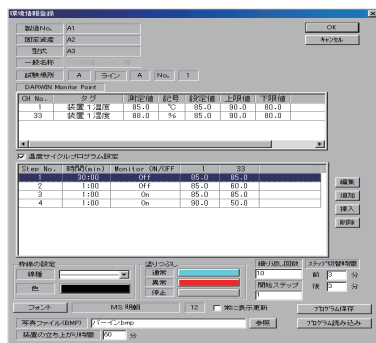 環境情報登録
製造No. A1
OK
固定資産 A2
キャンセル
型式 A3
一般名称
試験場所 A ライン A No. 1
DARWIN Monitor Point
CH No. タグ 測定値 記号 設定値 上限値 下限値
1 装置1温度 85.0 ℃ 85.0 90.0 80.0
33 装置1湿度 88.0 % 85.0 90.0 80.0
温度サイクルプログラム設定
Step No. 時間(min) Monitor ON/OFF 1 33
1 30:00 Off 85.0 85.0
2 1:00 Off 85.0 60.0
3 1:00 On 85.0 85.0
4 1:00 On 90.0 50.0
編集
追加
挿入
削除
枠線の設定
線種
色
塗りつぶし
通常
異常
停止
繰り返し回数
10
開始ステップ
1
ステップ切替時間
前 3 分
後 3 分
フォント MS 明朝 12 常に表示更新
プログラム保存
写真ファイル(BMP) バーイン.bmp 参照
プログラム読み込み
装置の立ち上がり時間 60 分